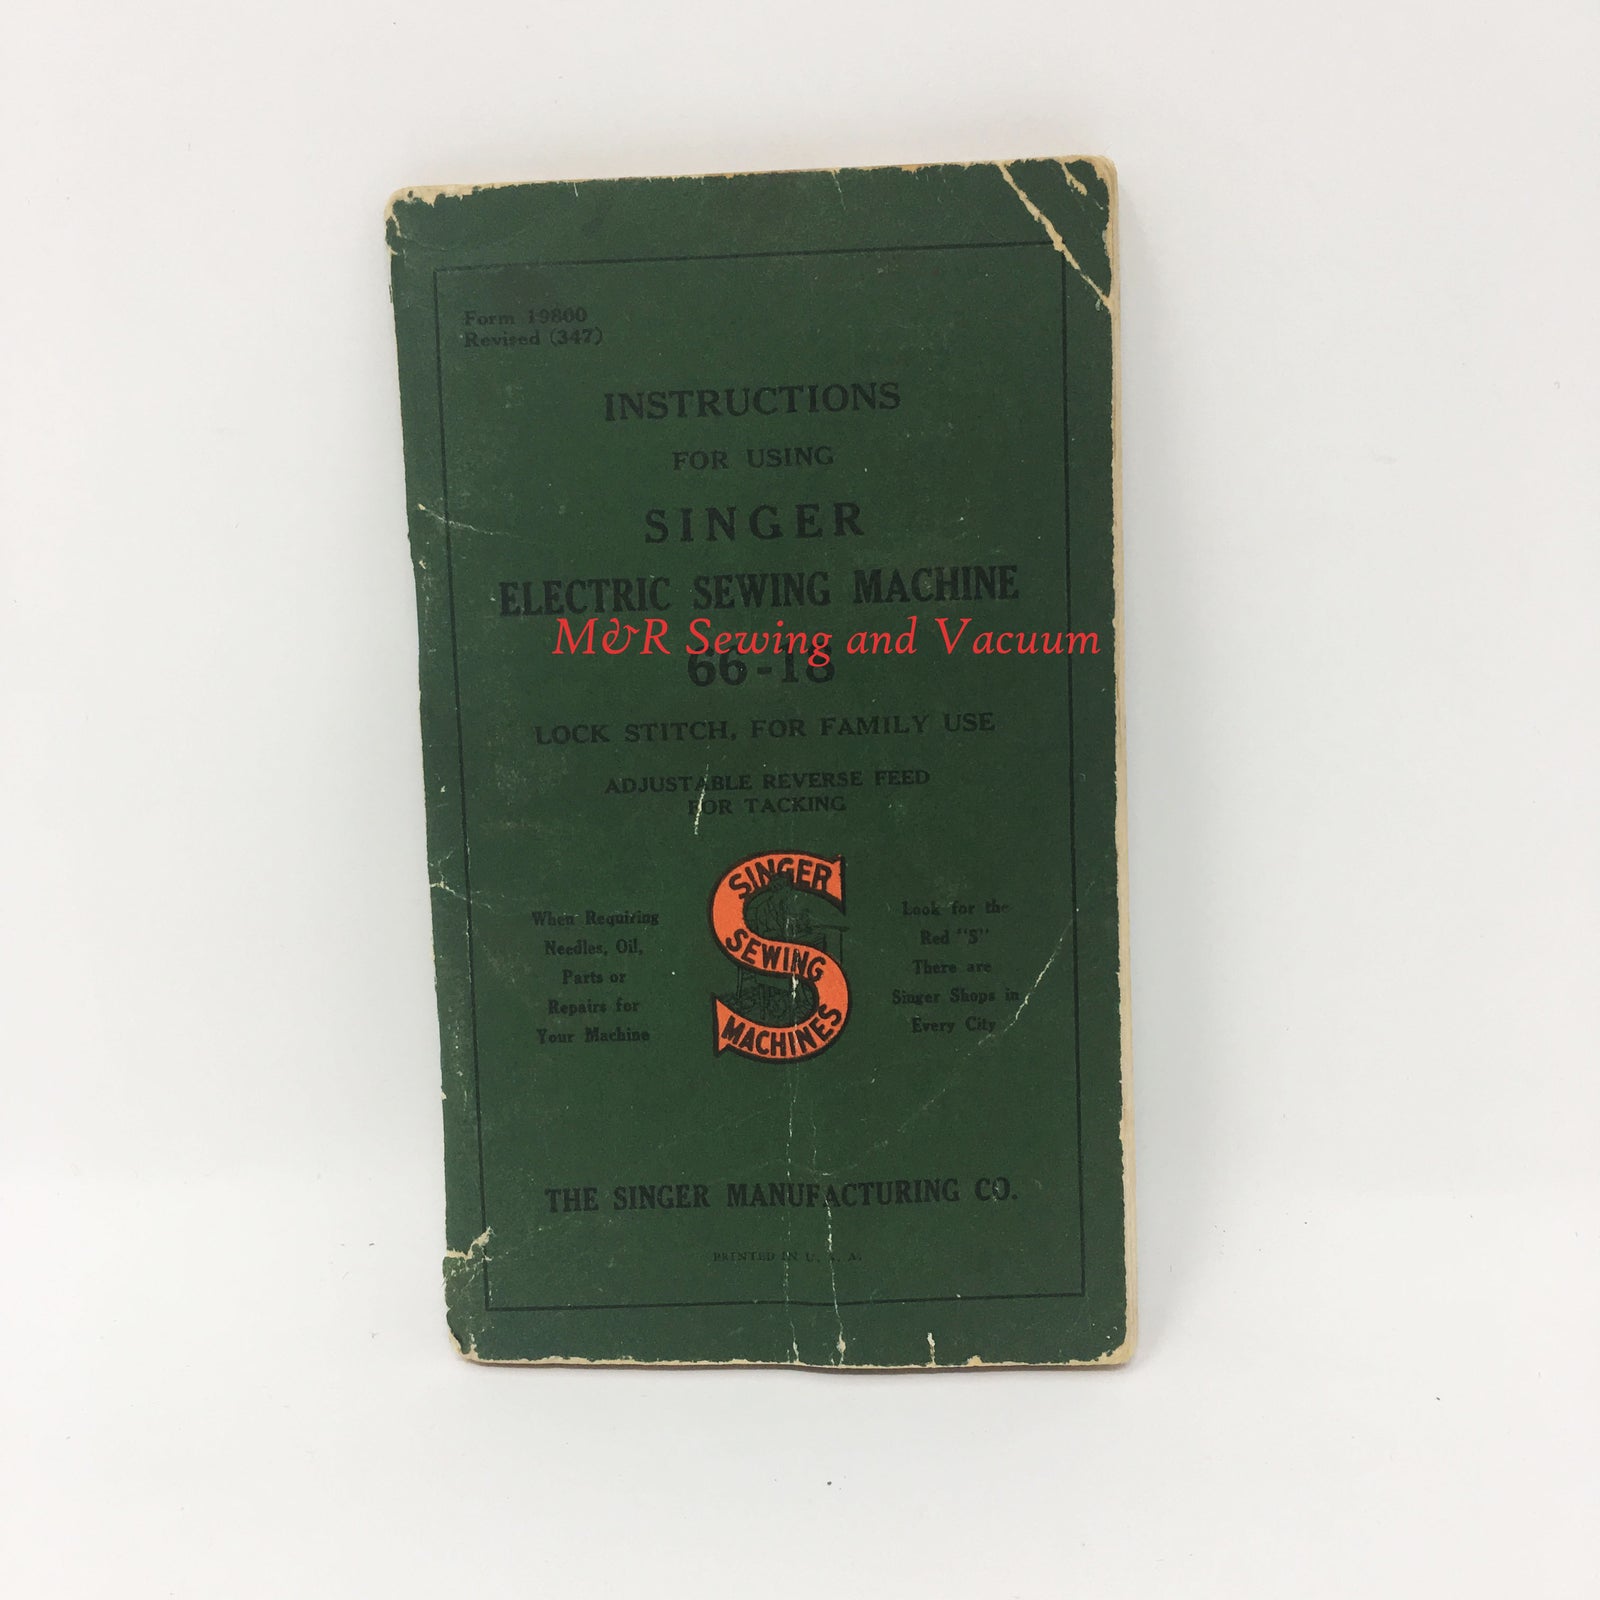 Form 19800
Revised (347)
INSTRUCTIONS
FOR USING
SINGER
ELECTRIC SEWING MACHINE
M&R Sewing and Vacuum
66-18
LOCK STITCH, FOR FAMILY USE
ADJUSTABLE REVERSE FEED
FOR TACKING
When Requiring
Needles, Oil,
Parts or
Repairs for
Your Machine
SINGER
SEWING
MACHINES
Look for the
Red "S"
There are
Singer Shops in
Every City
THE SINGER MANUFACTURING CO.
PRINTED IN U. S. A.